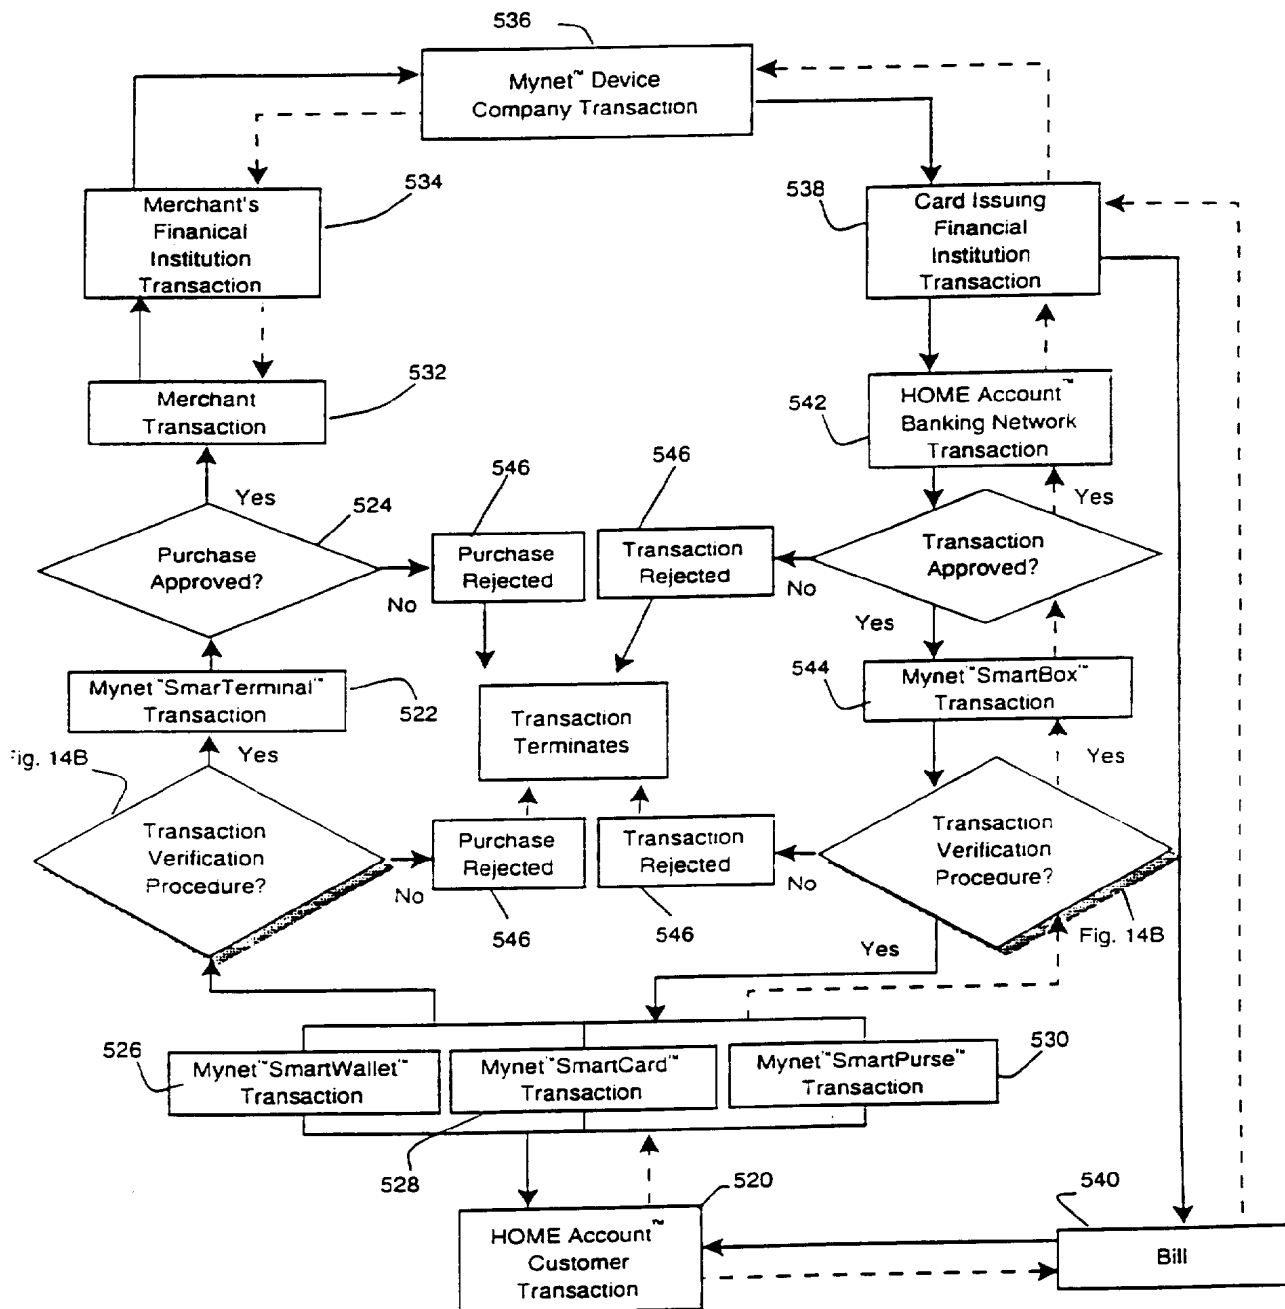 536
Mynet™ Device
Company Transaction
534
Merchant's
Finanical
Institution
Transaction
538
Card Issuing
Financial
Institution
Transaction
532
Merchant
Transaction
542
HOME Account™
Banking Network
Transaction
Yes
524
Purchase
Approved?
No
546
Purchase
Rejected
546
Transaction
Rejected
No
Transaction
Approved?
Yes
Yes
Mynet™SmarTerminal™
Transaction
522
Transaction
Terminates
544
Mynet™SmartBox™
Transaction
Fig. 14B
Yes
Transaction
Verification
Procedure?
No
Purchase
Rejected
546
Transaction
Rejected
546
No
Transaction
Verification
Procedure?
Yes
Yes
Fig. 14B
526
Mynet™SmartWallet™
Transaction
Mynet™SmartCard™
Transaction
Mynet™SmartPurse™
Transaction
530
528
520
HOME Account™
Customer
Transaction
540
Bill